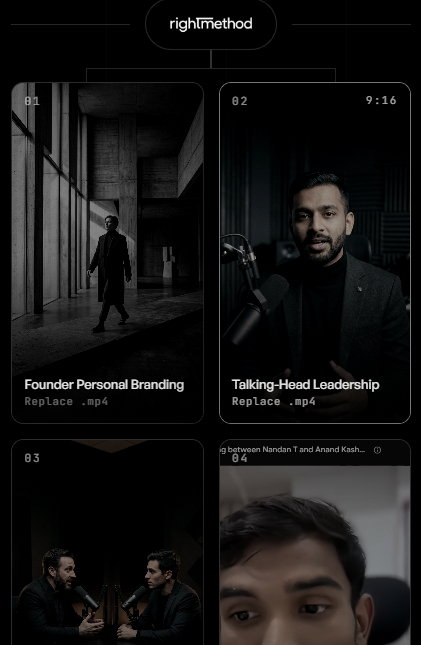 rightmethod
01
02
9:16
Founder Personal Branding
Replace .mp4
Talking-Head Leadership
Replace .mp4
03
g between Nandan T and Anand Kash...
04